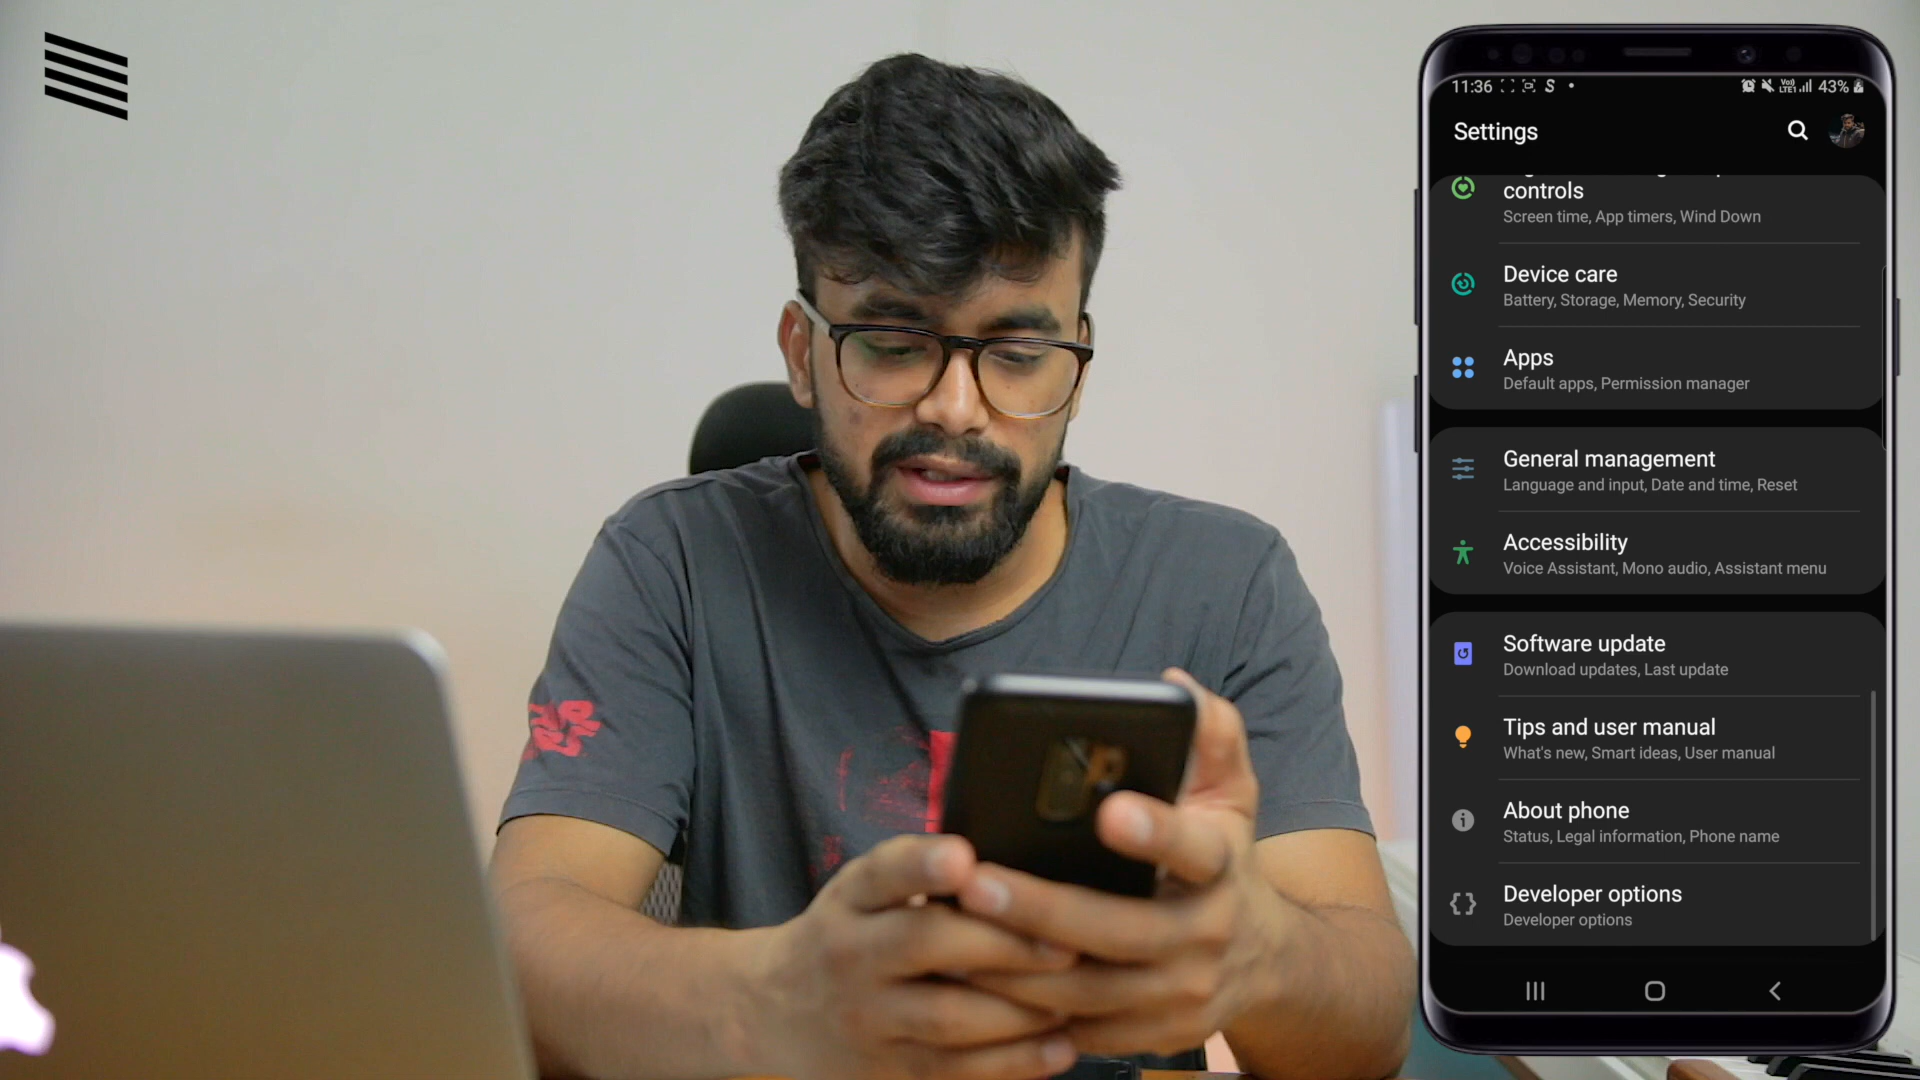 11:36
43%
Settings
controls
Screen time, App timers, Wind Down
Device care
Battery, Storage, Memory, Security
Apps
Default apps, Permission manager
General management
Language and input, Date and time, Reset
Accessibility
Voice Assistant, Mono audio, Assistant menu
Software update
Download updates, Last update
Tips and user manual
What's new, Smart ideas, User manual
About phone
Status, Legal information, Phone name
Developer options
Developer options